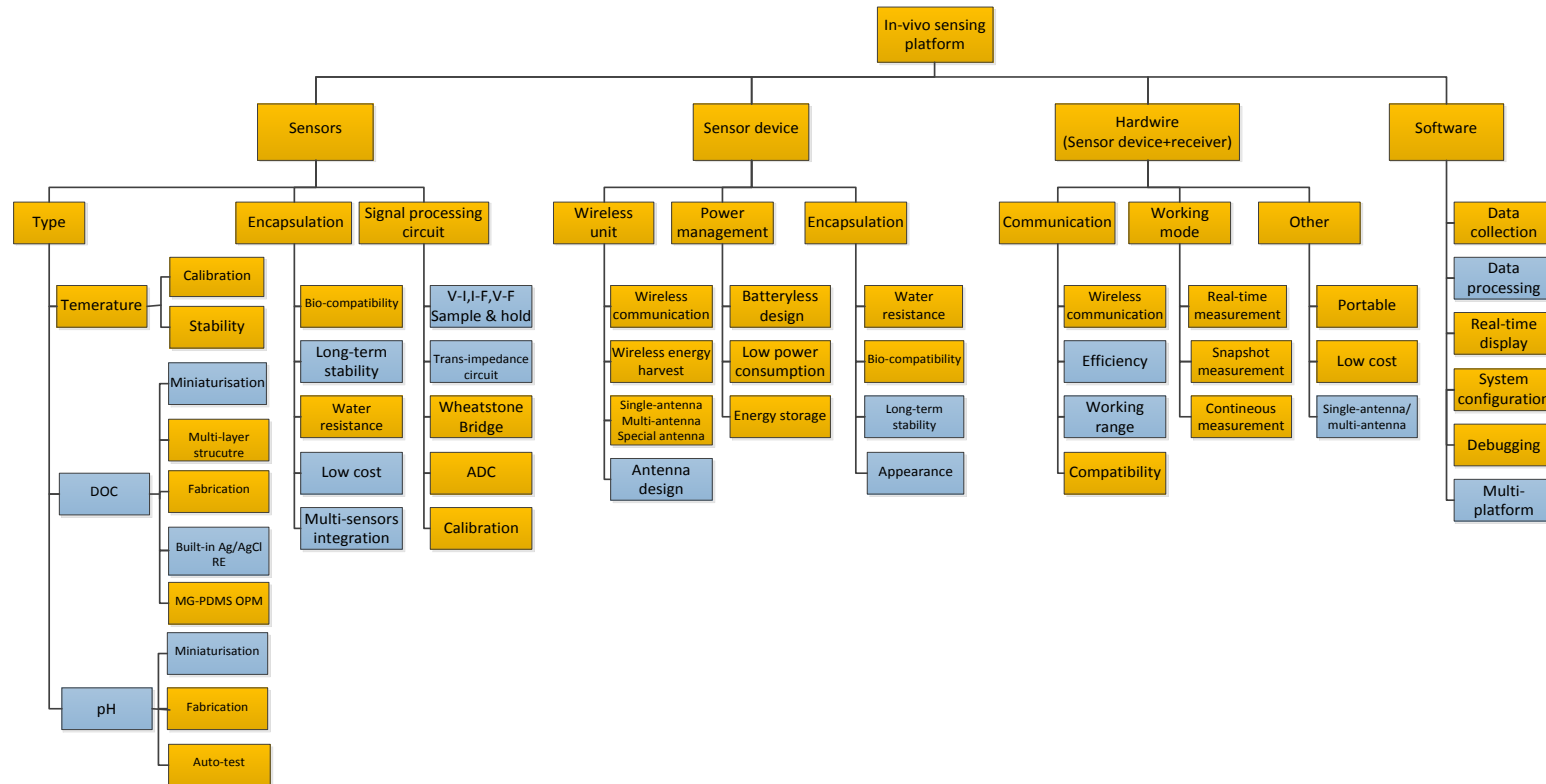 In-vivo sensing
platform
Sensors
Sensor device
Hardwire
(Sensor device+receiver)
Software
Type
Encapsulation
Signal processing
circuit
Wireless
unit
Power
management
Encapsulation
Communication
Working
mode
Other
Data
collection
Data
processing
Real-time
display
System
configuration
Debugging
Multi-
platform
Temerature
Calibration
Stability
DOC
Miniaturisation
Multi-layer
strucutre
Fabrication
Built-in Ag/AgCl
RE
MG-PDMS OPM
pH
Miniaturisation
Fabrication
Auto-test
Bio-compatibility
Long-term
stability
Water
resistance
Low cost
Multi-sensors
integration
V-I,I-F,V-F
Sample & hold
Trans-impedance
circuit
Wheatstone
Bridge
ADC
Calibration
Wireless
communication
Wireless energy
harvest
Single-antenna
Multi-antenna
Special antenna
Antenna
design
Batteryless
design
Low power
consumption
Energy storage
Water
resistance
Bio-compatibility
Long-term
stability
Appearance
Wireless
communication
Efficiency
Working
range
Compatibility
Real-time
measurement
Snapshot
measurement
Contineous
measurement
Portable
Low cost
Single-antenna/
multi-antenna